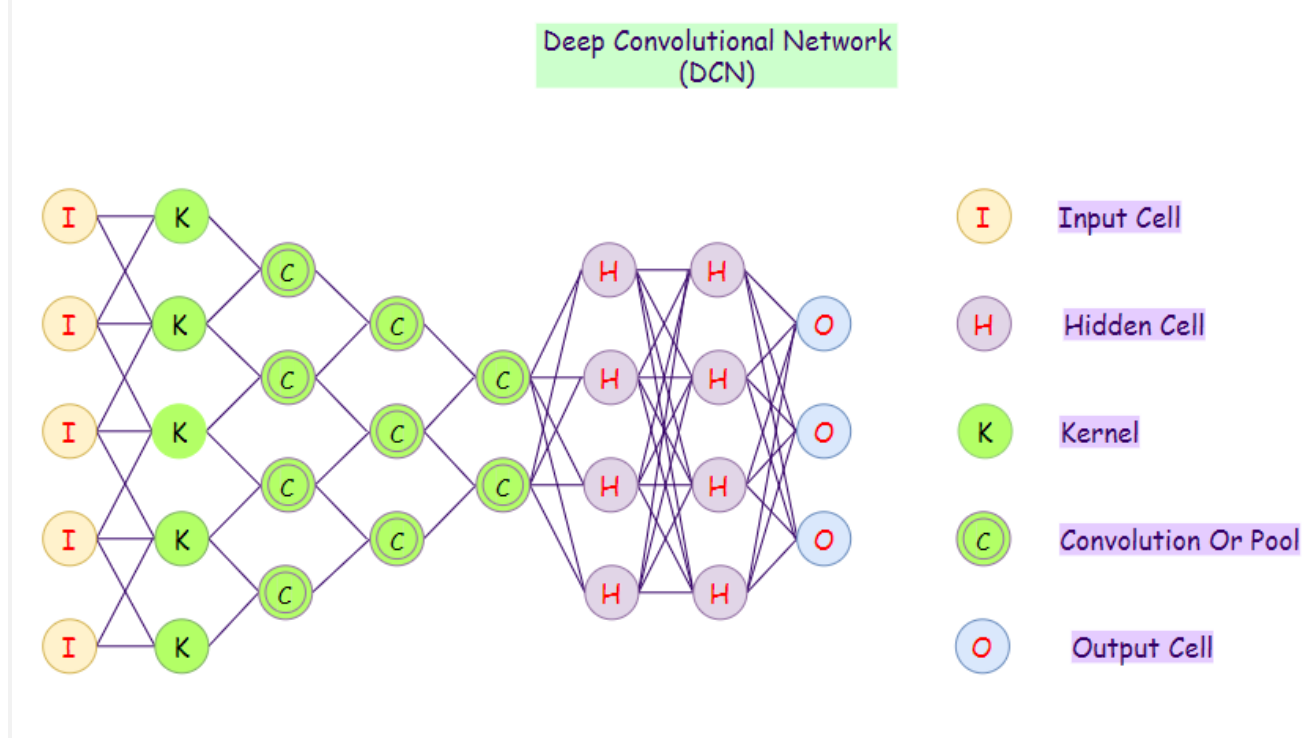 Deep Convolutional Network
(DCN)
I K C C C H H O
I K C C C H H O
I K C C H H O
I K C H H
I K
I Input Cell
H Hidden Cell
K Kernel
C Convolution Or Pool
O Output Cell